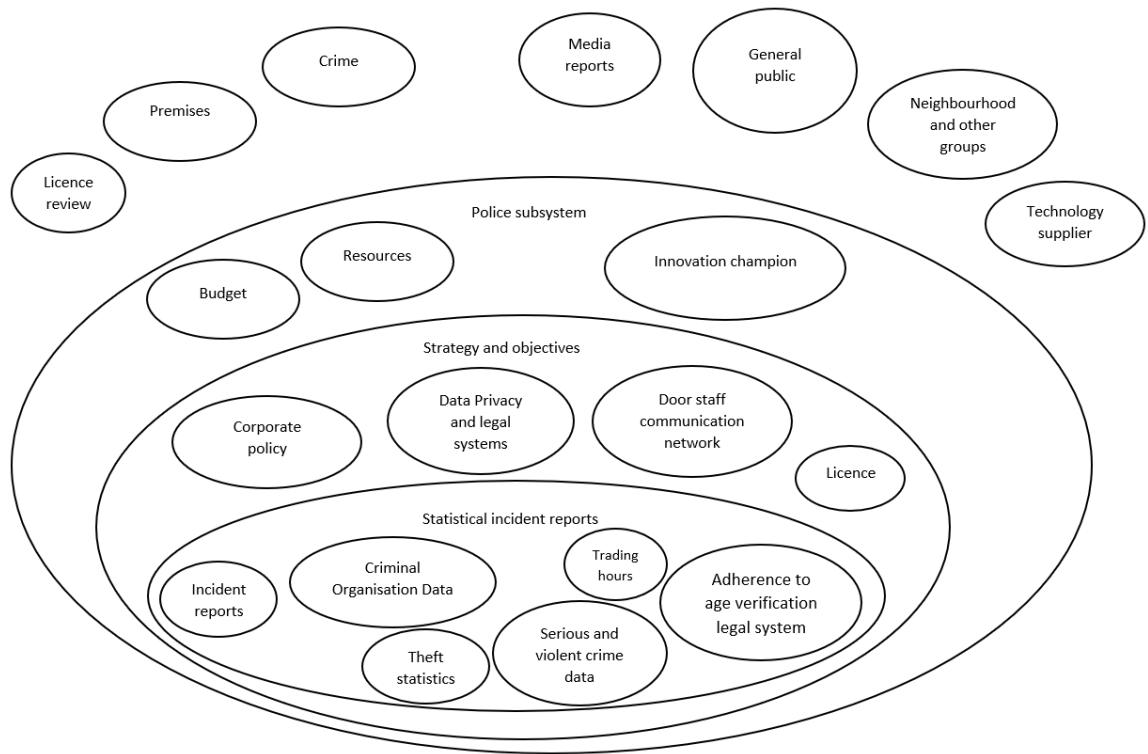 Crime
Media
reports
General
public
Premises
Neighbourhood
and other
groups
Licence
review
Technology
supplier
Police subsystem
Resources
Innovation champion
Budget
Strategy and objectives
Corporate
policy
Data Privacy
and legal
systems
Door staff
communication
network
Licence
Statistical incident reports
Incident
reports
Criminal
Organisation Data
Trading
hours
Adherence to
age verification
legal system
Theft
statistics
Serious and
violent crime
data